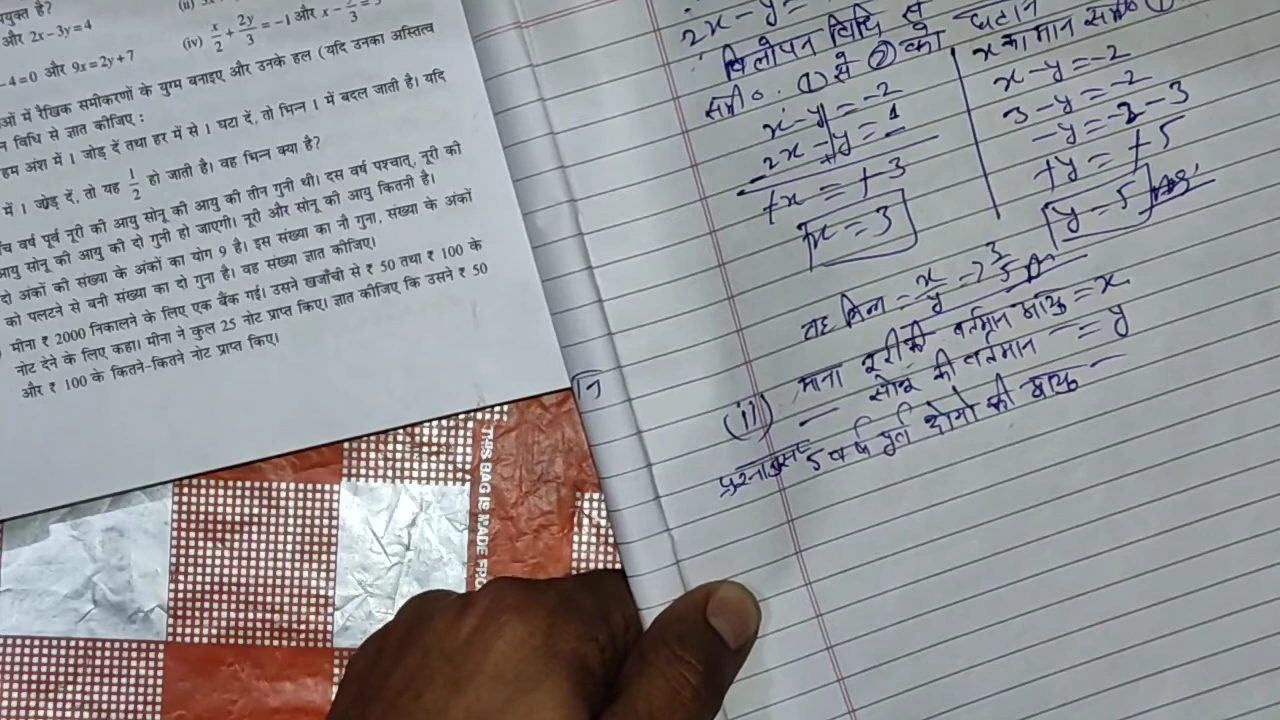 और 2x – 3y = 4
(iv) x/2 + 2y/3 = –1 और x –
– 4 = 0 और 9x = 2y + 7
में रैखिक समीकरणों के युग्म बनाइए और उनके हल (यदि उनका अस्तित्व
विधि से ज्ञात कीजिए :
हम अंश में 1 जोड़ दें तथा हर में से 1 घटा दें, तो भिन्न 1 में बदल जाती है। यदि
में 1 जोड़ दें, तो यह 1/2 हो जाती है। वह भिन्न क्या है?
वर्ष पूर्व नूरी की आयु सोनू की आयु की तीन गुनी थी। दस वर्ष पश्चात्, नूरी की
आयु सोनू की आयु की दो गुनी हो जाएगी। नूरी और सोनू की आयु कितनी है।
दो अंकों की संख्या के अंकों का योग 9 है। इस संख्या का नौ गुना, संख्या के अंकों
को पलटने से बनी संख्या का दो गुना है। वह संख्या ज्ञात कीजिए।
मीना ₹ 2000 निकालने के लिए एक बैंक गई। उसने खजाँची से ₹ 50 तथा ₹ 100 के
नोट देने के लिए कहा। मीना ने कुल 25 नोट प्राप्त किए। ज्ञात कीजिए कि उसने ₹ 50
और ₹ 100 के कितने-कितने नोट प्राप्त किए।
THIS BAG IS MADE FRO
2x – y =
विलोपन विधि से
समी०. ① से ② को घटाने
x – y = –2
2x – y = 1
+x = +3
x = 3
x का मान समी० ①
x – y = –2
3 – y = –2
–y = –2 – 3
+y = +5
y = 5 Ans
वह भिन्न = x/y = 3/5
(ii) माना नूरी की वर्तमान आयु = x
— सोनू की वर्तमान — = y
प्रश्नानुसार 5 वर्ष पूर्व दोनो की आयु –